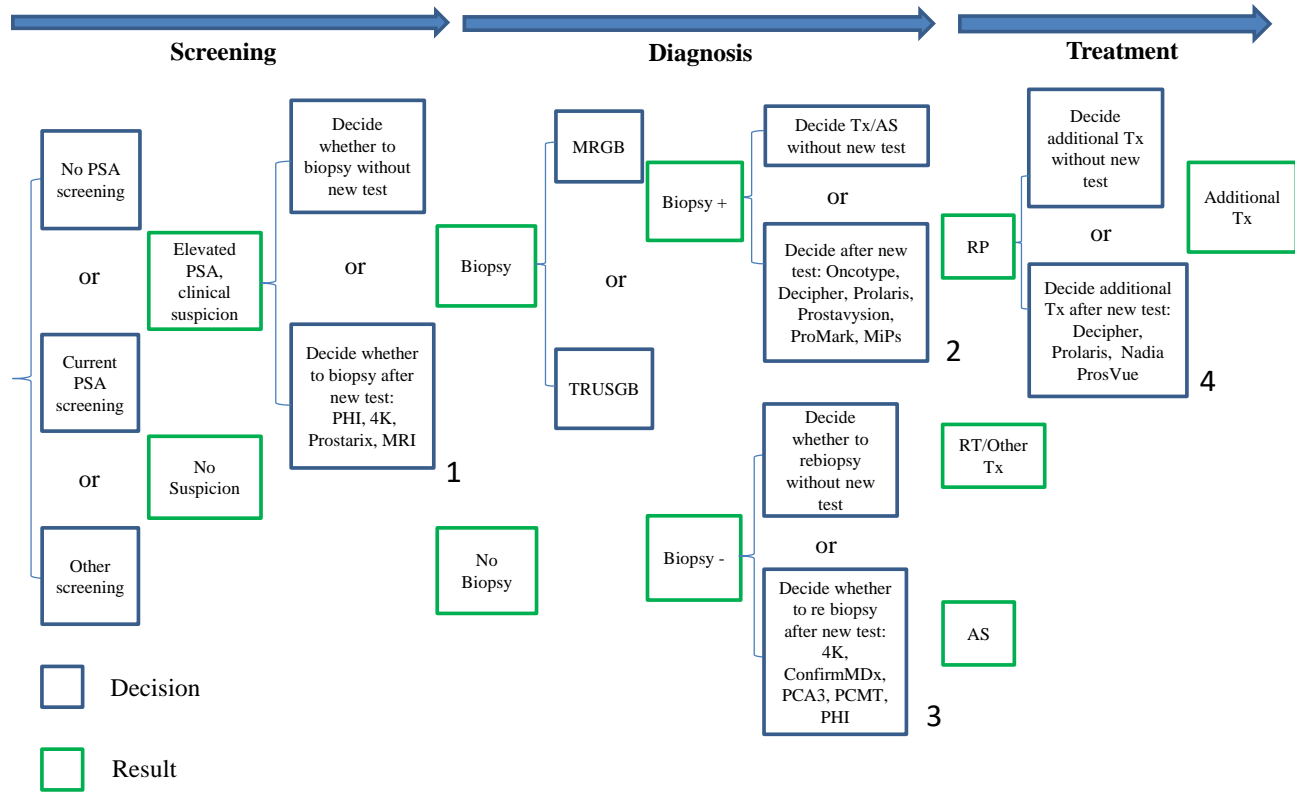 Screening
Diagnosis
Treatment
No PSA
screening
or
Current
PSA
screening
or
Other
screening
Elevated
PSA,
clinical
suspicion
No
Suspicion
Decide
whether to
biopsy without
new test
or
Decide whether
to biopsy after
new test:
PHI, 4K,
Prostarix, MRI
1
Biopsy
No
Biopsy
MRGB
or
TRUSGB
Biopsy +
Biopsy -
Decide Tx/AS
without new test
or
Decide after new
test: Oncotype,
Decipher, Prolaris,
Prostavysion,
ProMark, MiPs
2
Decide
whether to
rebiopsy
without new
test
or
Decide whether
to re biopsy
after new test:
4K,
ConfirmMDx,
PCA3, PCMT,
PHI
3
RP
RT/Other
Tx
AS
Decide
additional Tx
without new
test
or
Decide additional
Tx after new test:
Decipher,
Prolaris, Nadia
ProsVue
4
Additional
Tx
Decision
Result